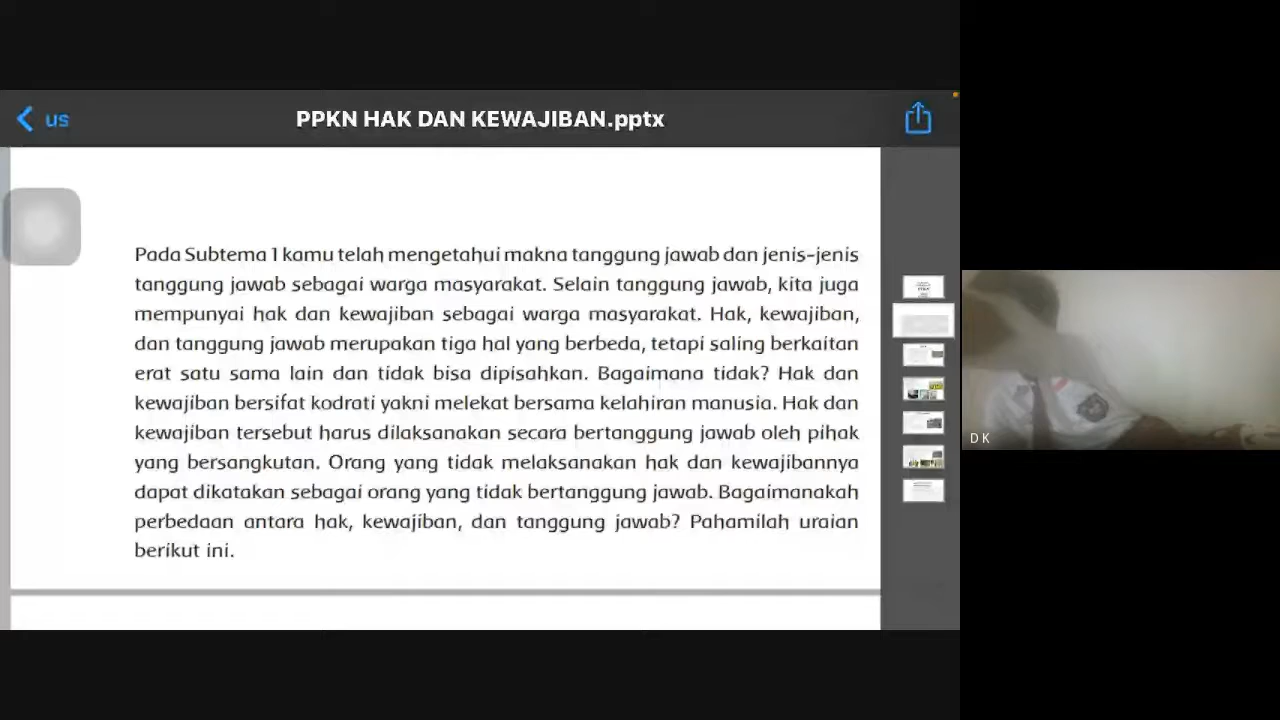 us
PPKN HAK DAN KEWAJIBAN.pptx
Pada Subtema 1 kamu telah mengetahui makna tanggung jawab dan jenis-jenis
tanggung jawab sebagai warga masyarakat. Selain tanggung jawab, kita juga
mempunyai hak dan kewajiban sebagai warga masyarakat. Hak, kewajiban,
dan tanggung jawab merupakan tiga hal yang berbeda, tetapi saling berkaitan
erat satu sama lain dan tidak bisa dipisahkan. Bagaimana tidak? Hak dan
kewajiban bersifat kodrati yakni melekat bersama kelahiran manusia. Hak dan
kewajiban tersebut harus dilaksanakan secara bertanggung jawab oleh pihak
yang bersangkutan. Orang yang tidak melaksanakan hak dan kewajibannya
dapat dikatakan sebagai orang yang tidak bertanggung jawab. Bagaimanakah
perbedaan antara hak, kewajiban, dan tanggung jawab? Pahamilah uraian
berikut ini.
D K